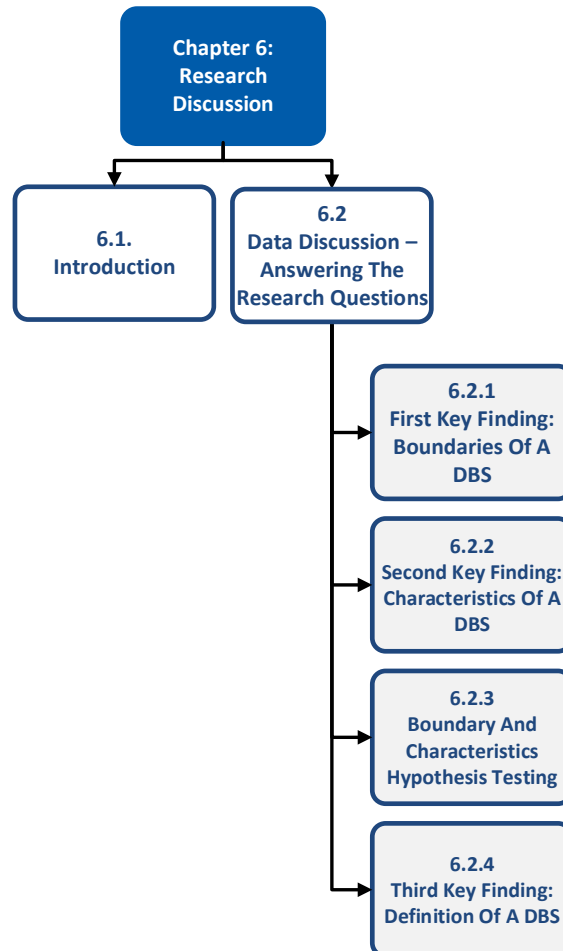 Chapter 6:
Research
Discussion
6.1.
Introduction
6.2
Data Discussion –
Answering The
Research Questions
6.2.1
First Key Finding:
Boundaries Of A
DBS
6.2.2
Second Key Finding:
Characteristics Of A
DBS
6.2.3
Boundary And
Characteristics
Hypothesis Testing
6.2.4
Third Key Finding:
Definition Of A DBS